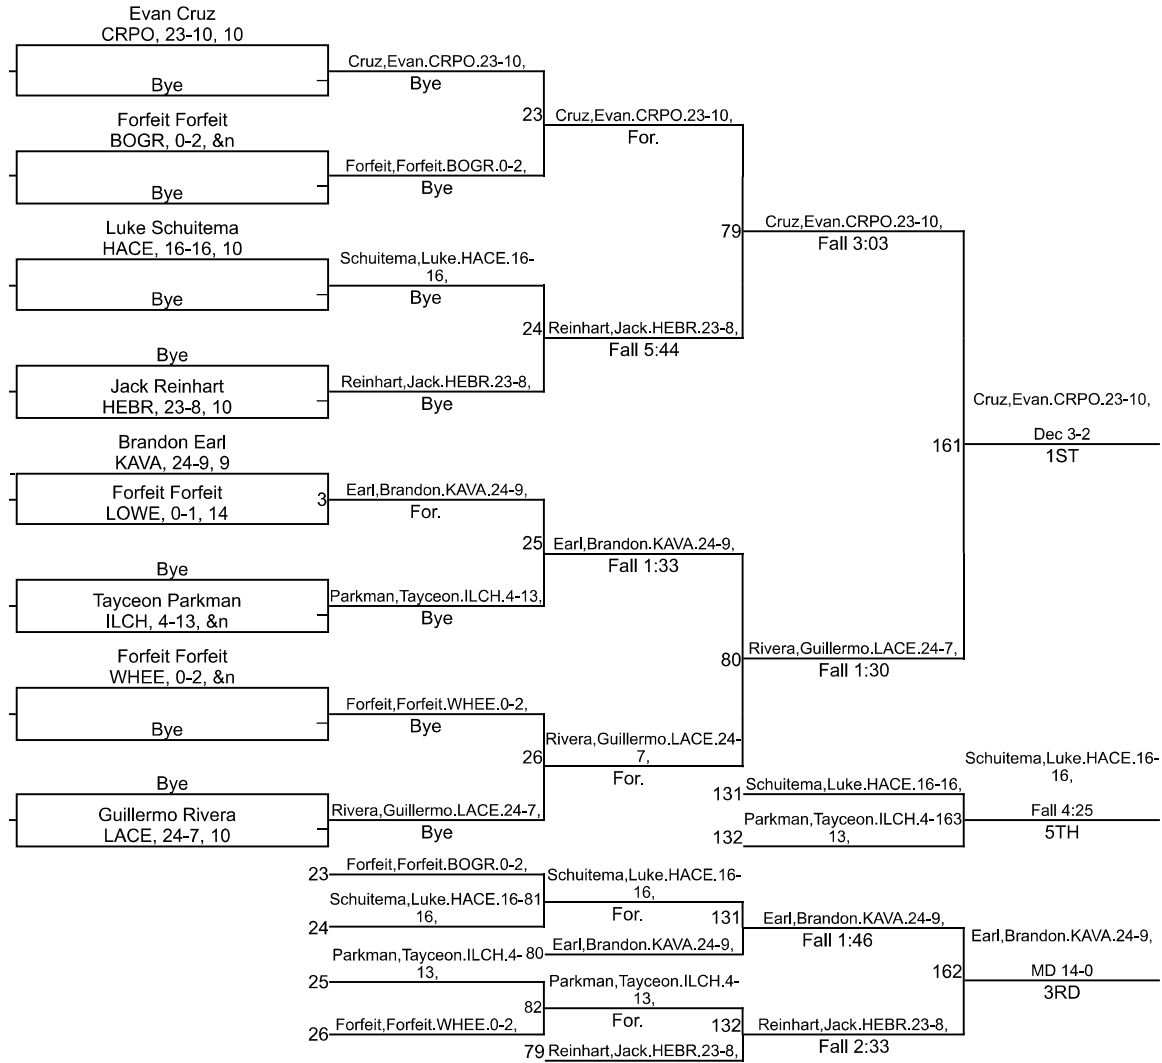 Evan Cruz
CRPO, 23-10, 10
Bye
Cruz,Evan.CRPO.23-10,
Bye
Forfeit Forfeit
BOGR, 0-2, &n
Bye
Forfeit,Forfeit.BOGR.0-2,
Bye
23
Cruz,Evan.CRPO.23-10,
For.
Luke Schuitema
HACE, 16-16, 10
Bye
Schuitema,Luke.HACE.16-
16,
Bye
Bye
Jack Reinhart
HEBR, 23-8, 10
Reinhart,Jack.HEBR.23-8,
Bye
24
Reinhart,Jack.HEBR.23-8,
Fall 5:44
79
Cruz,Evan.CRPO.23-10,
Fall 3:03
Brandon Earl
KAVA, 24-9, 9
Forfeit Forfeit
LOWE, 0-1, 14
3
Earl,Brandon.KAVA.24-9,
For.
Bye
Tayceon Parkman
ILCH, 4-13, &n
Parkman,Tayceon.ILCH.4-13,
Bye
25
Earl,Brandon.KAVA.24-9,
Fall 1:33
Forfeit Forfeit
WHEE, 0-2, &n
Bye
Forfeit,Forfeit.WHEE.0-2,
Bye
Bye
Guillermo Rivera
LACE, 24-7, 10
Rivera,Guillermo.LACE.24-7,
Bye
26
Rivera,Guillermo.LACE.24-
7,
For.
80
Rivera,Guillermo.LACE.24-7,
Fall 1:30
161
Cruz,Evan.CRPO.23-10,
Dec 3-2
1ST
131
Schuitema,Luke.HACE.16-16,
132
Parkman,Tayceon.ILCH.4-163
13,
Schuitema,Luke.HACE.16-
16,
Fall 4:25
5TH
23
Forfeit,Forfeit.BOGR.0-2,
24
Schuitema,Luke.HACE.16-81
16,
Schuitema,Luke.HACE.16-
16,
For.
80
Earl,Brandon.KAVA.24-9,
131
Earl,Brandon.KAVA.24-9,
Fall 1:46
25
Parkman,Tayceon.ILCH.4-
13,
26
Forfeit,Forfeit.WHEE.0-2,
82
Parkman,Tayceon.ILCH.4-
13,
For.
79
Reinhart,Jack.HEBR.23-8,
132
Reinhart,Jack.HEBR.23-8,
Fall 2:33
162
Earl,Brandon.KAVA.24-9,
MD 14-0
3RD